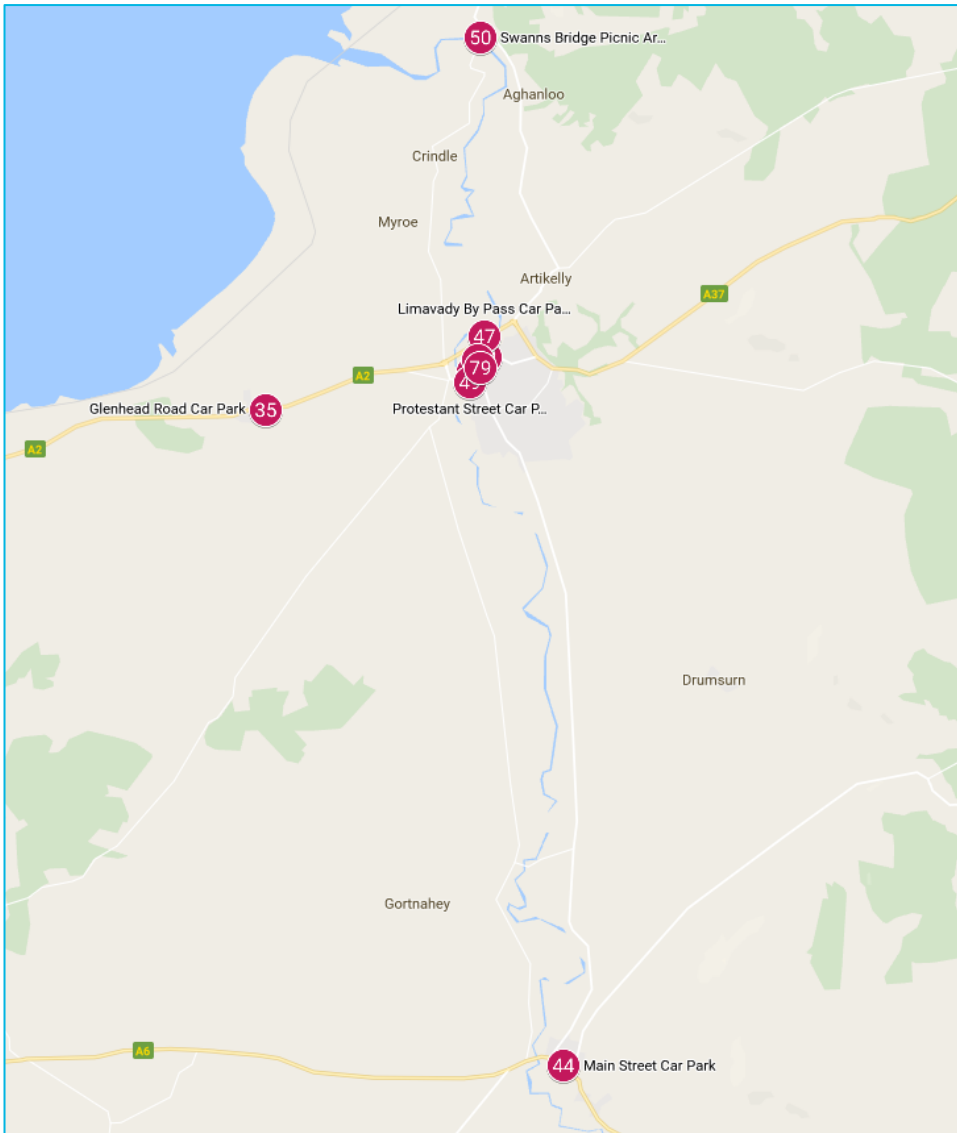 50 Swanns Bridge Picnic Ar...
Aghanloo
Crindle
Myroe
Artikelly
A37
Limavady By Pass Car Pa...
47
79
49
A2
Glenhead Road Car Park 35
Protestant Street Car P...
A2
Drumsurn
Gortnahey
A6
44 Main Street Car Park